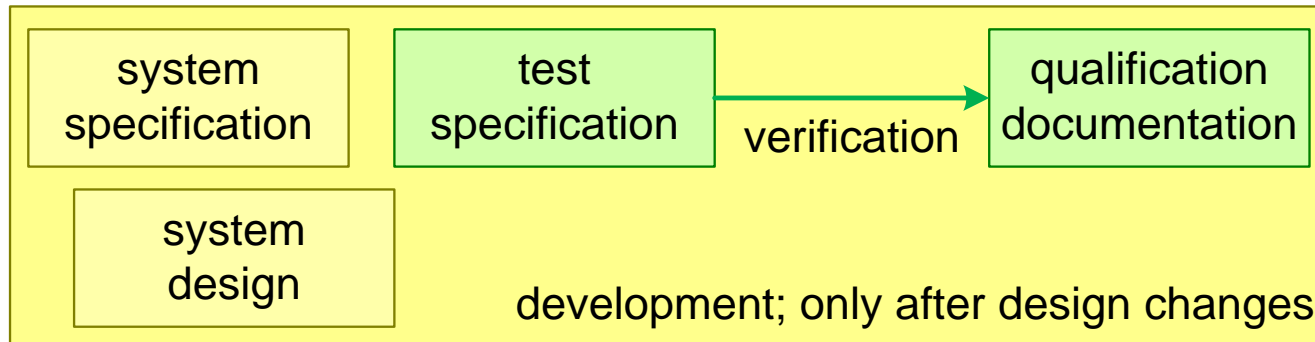 system
specification
test
specification
verification
qualification
documentation
system
design
development; only after design changes